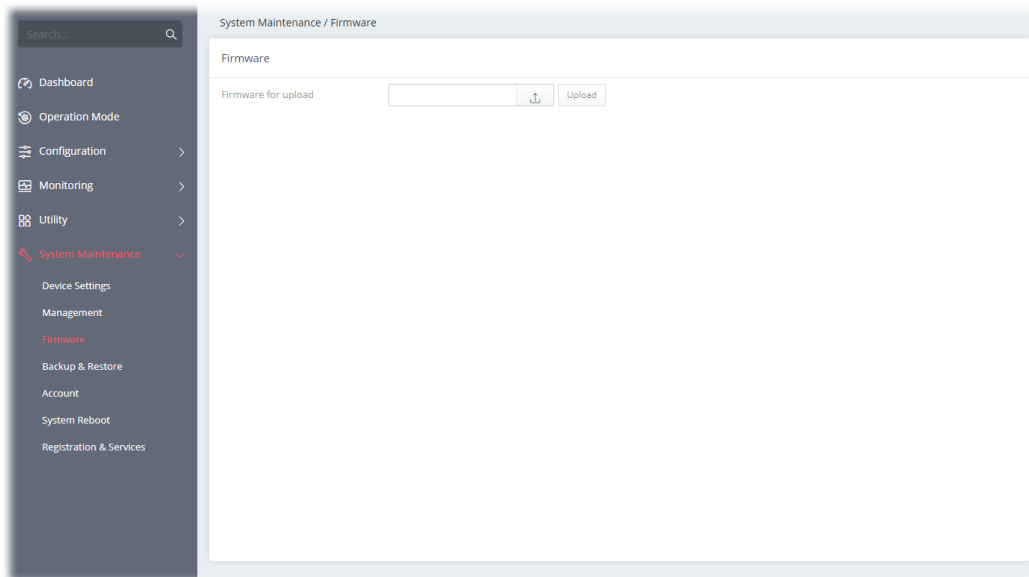 Search...
Dashboard
Operation Mode
Configuration
Monitoring
Utility
System Maintenance
Device Settings
Management
Firmware
Backup & Restore
Account
System Reboot
Registration & Services
System Maintenance / Firmware
Firmware
Firmware for upload
Upload